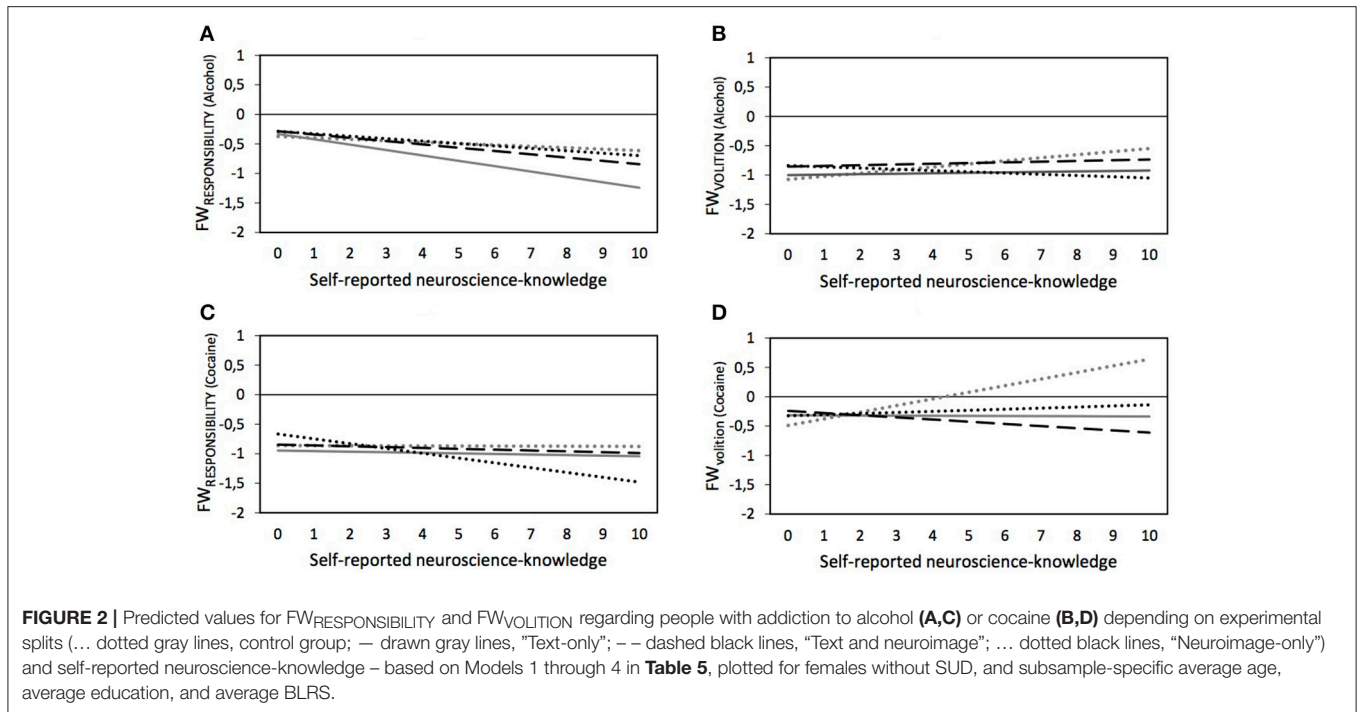 A
1
0,5
0
-0,5
-1
-1,5
-2
FW RESPONSIBILITY (Alcohol)
0 1 2 3 4 5 6 7 8 9 10
Self-reported neuroscience-knowledge
B
1
0,5
0
-0,5
-1
-1,5
-2
FW VOLITION (Alcohol)
0 1 2 3 4 5 6 7 8 9 10
Self-reported neuroscience-knowledge
C
1
0,5
0
-0,5
-1
-1,5
-2
FW RESPONSIBILITY (Cocaine)
0 1 2 3 4 5 6 7 8 9 10
Self-reported neuroscience-knowledge
D
1
0,5
0
-0,5
-1
-1,5
-2
FW volition (Cocaine)
0 1 2 3 4 5 6 7 8 9 10
Self-reported neuroscience-knowledge
FIGURE 2 | Predicted values for FWRESPONSIBILITY and FWVOLITION regarding people with addiction to alcohol (A,C) or cocaine (B,D) depending on experimental
splits (… dotted gray lines, control group; — drawn gray lines, ”Text-only”; – – dashed black lines, “Text and neuroimage”; … dotted black lines, “Neuroimage-only”)
and self-reported neuroscience-knowledge – based on Models 1 through 4 in Table 5, plotted for females without SUD, and subsample-specific average age,
average education, and average BLRS.